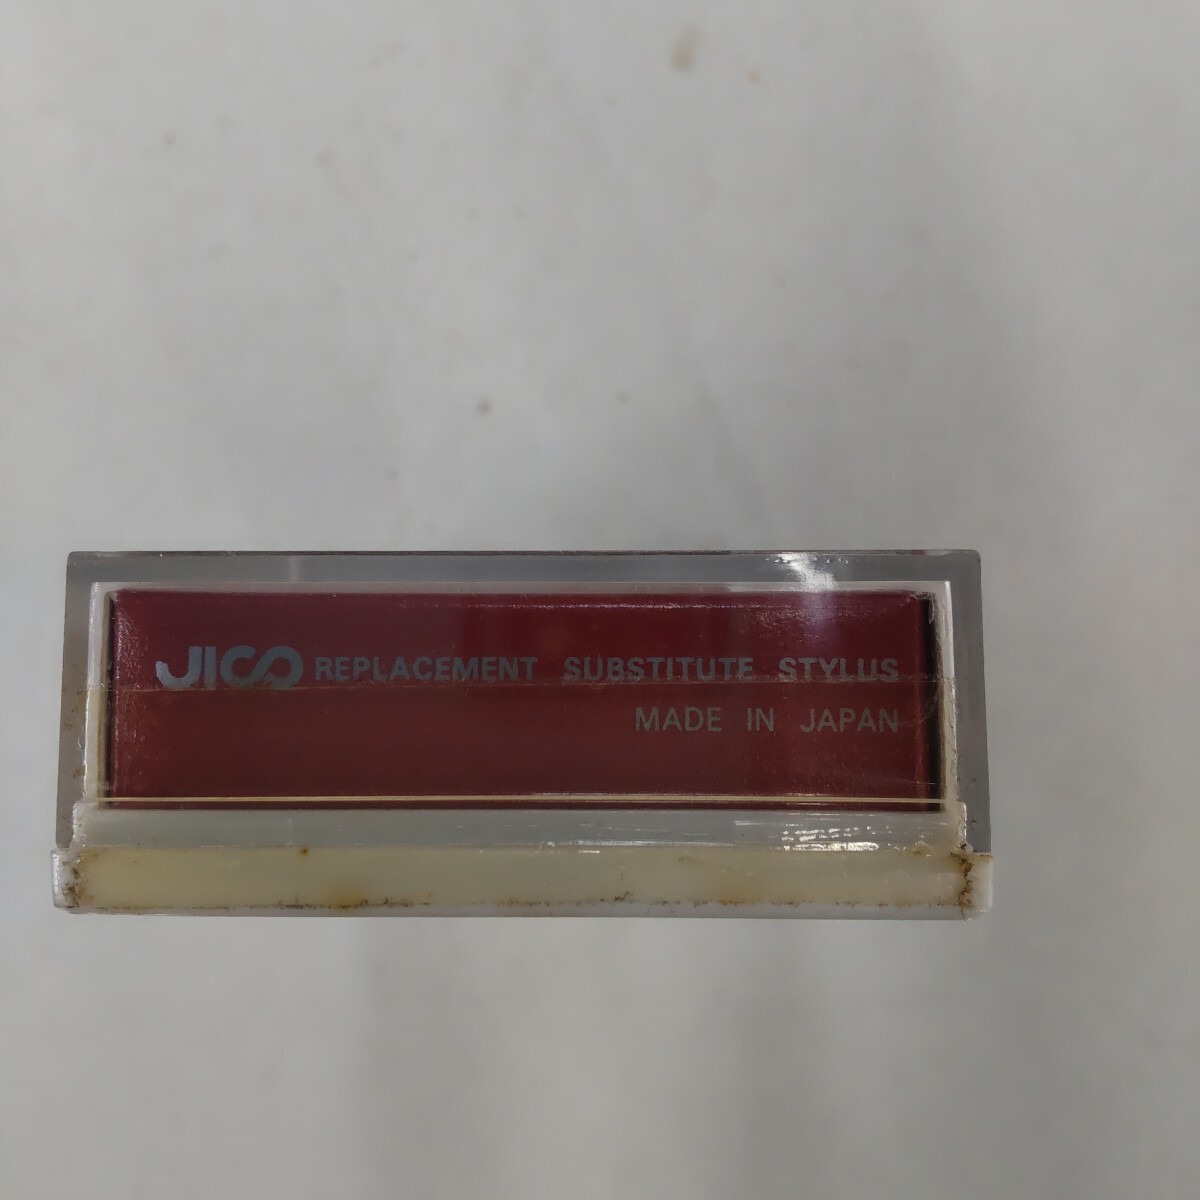 JICO REPLACEMENT SUBSTITUTE STYLUS
MADE IN JAPAN